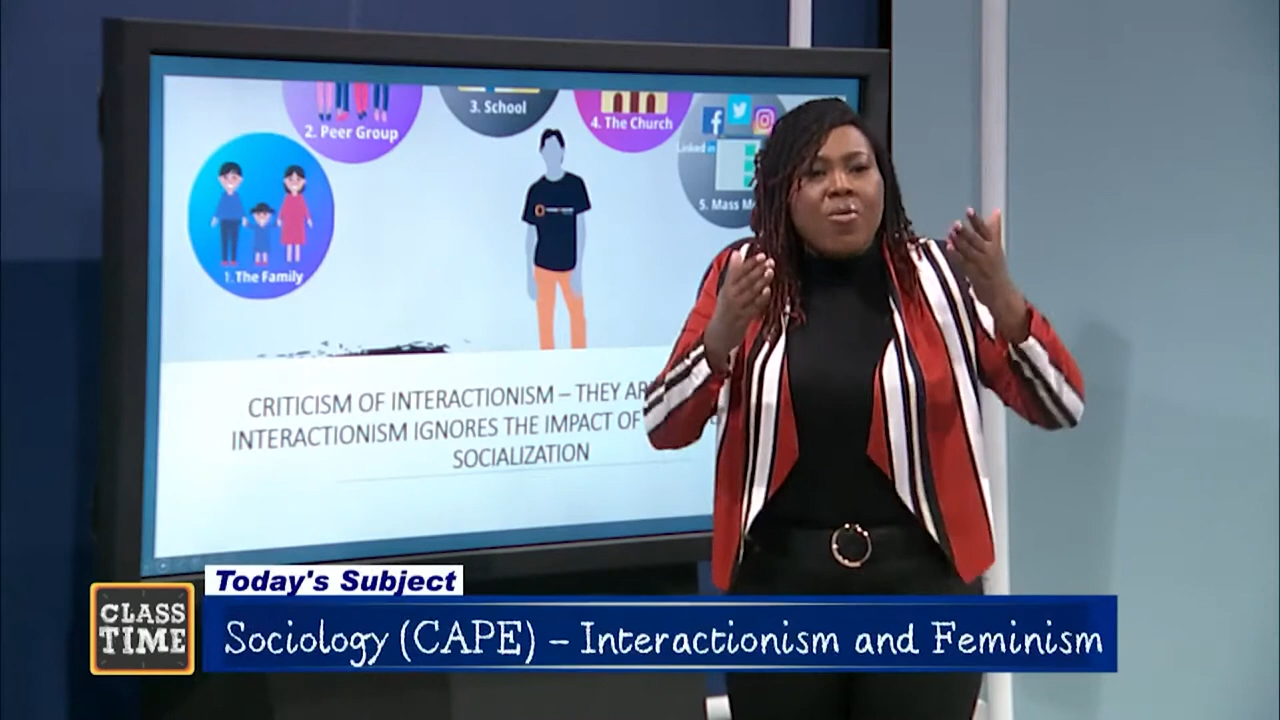 2. Peer Group
3. School
4. The Church
Linked in
1. The Family
5. Mass
CRITICISM OF INTERACTIONISM – THEY
INTERACTIONISM IGNORES THE IMPACT OF
SOCIALIZATION
Today's Subject
CLASS
TIME
Sociology (CAPE) – Interactionism and Feminism